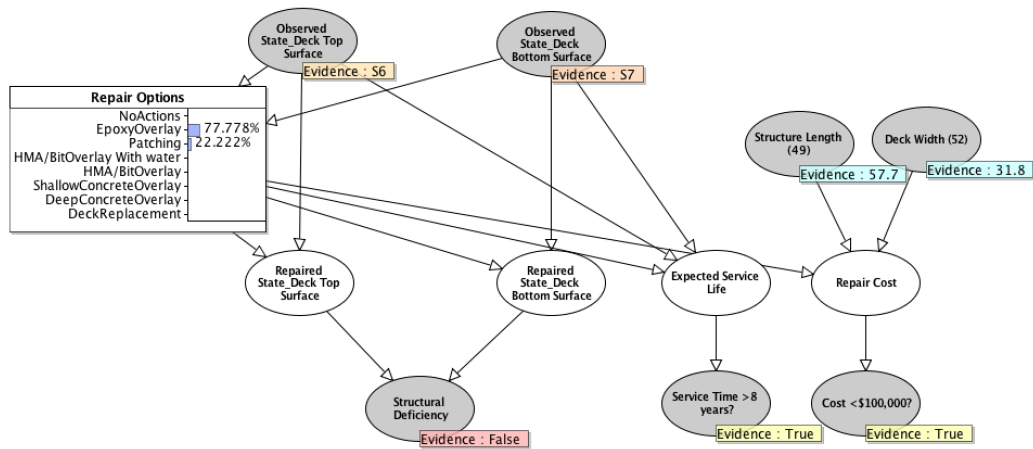 Observed
State_Deck Top
Surface
Evidence : S6
Observed
State_Deck
Bottom Surface
Evidence : S7
Repair Options
NoActions
EpoxyOverlay 77.778%
Patching 22.222%
HMA/BitOverlay With water
HMA/BitOverlay
ShallowConcreteOverlay
DeepConcreteOverlay
DeckReplacement
Structure Length
(49)
Evidence : 57.7
Deck Width (52)
Evidence : 31.8
Repaired
State_Deck Top
Surface
Repaired
State_Deck
Bottom Surface
Expected Service
Life
Repair Cost
Structural
Deficiency
Evidence : False
Service Time >8
years?
Evidence : True
Cost <$100,000?
Evidence : True